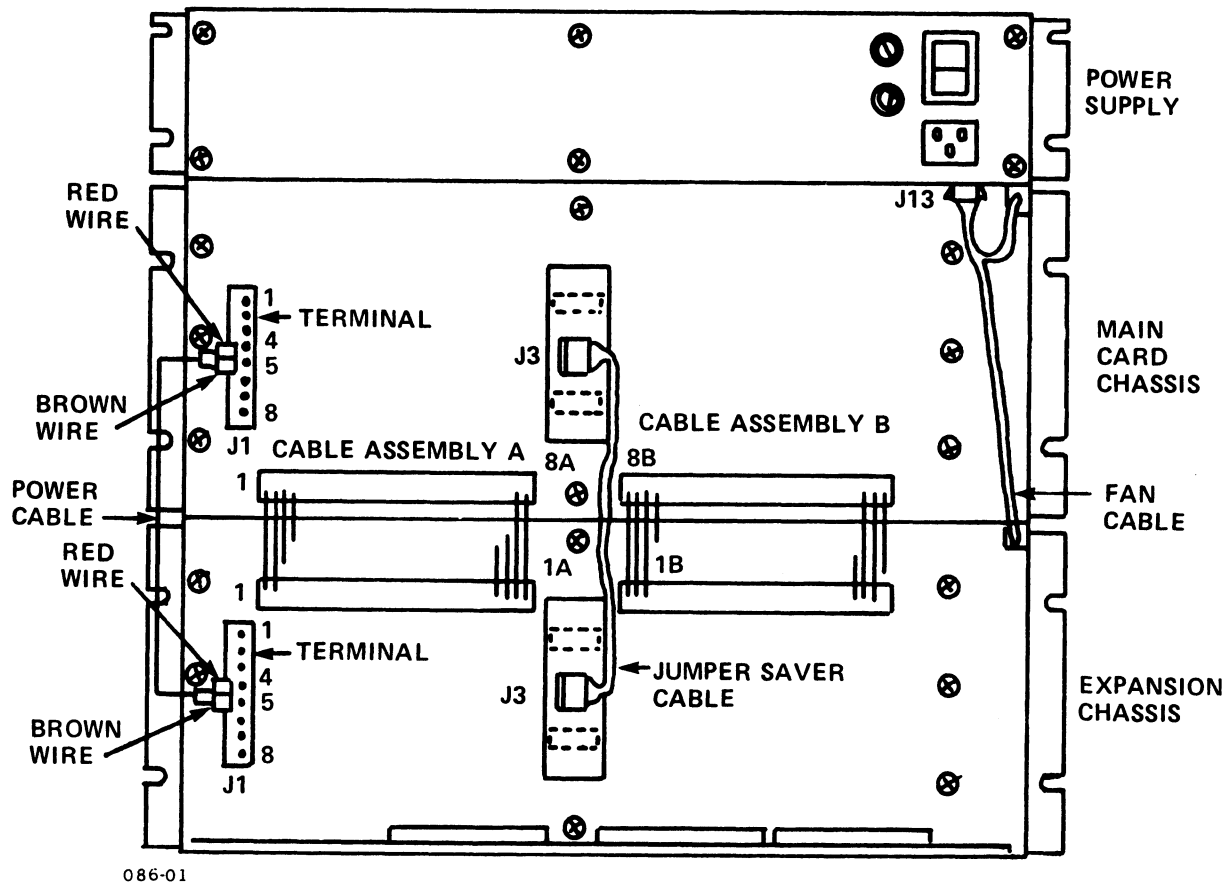 POWER
SUPPLY
RED
WIRE
J13
1
TERMINAL
4
5
8
J1
J3
MAIN
CARD
CHASSIS
BROWN
WIRE
CABLE ASSEMBLY A
CABLE ASSEMBLY B
8A
8B
1
POWER
CABLE
FAN
CABLE
RED
WIRE
1A
1B
1
1
TERMINAL
4
5
8
J1
J3
JUMPER SAVER
CABLE
EXPANSION
CHASSIS
BROWN
WIRE
086-01